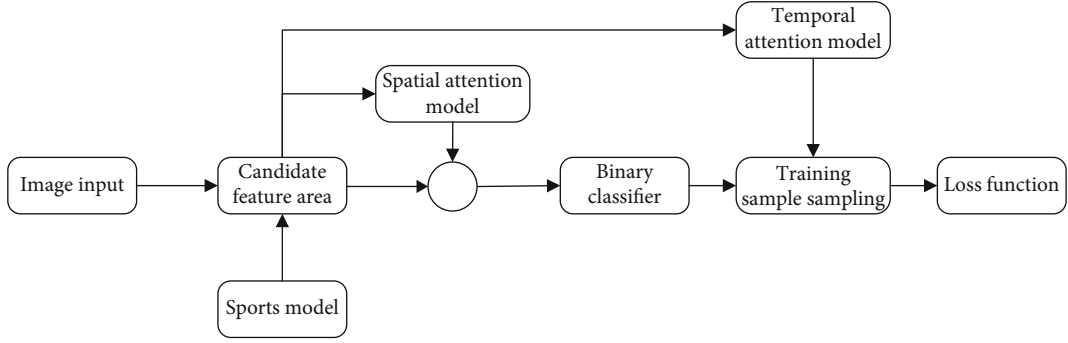 Temporal
attention model
Spatial attention
model
Image input
Candidate
feature area
Binary
classifier
Training
sample sampling
Loss function
Sports model